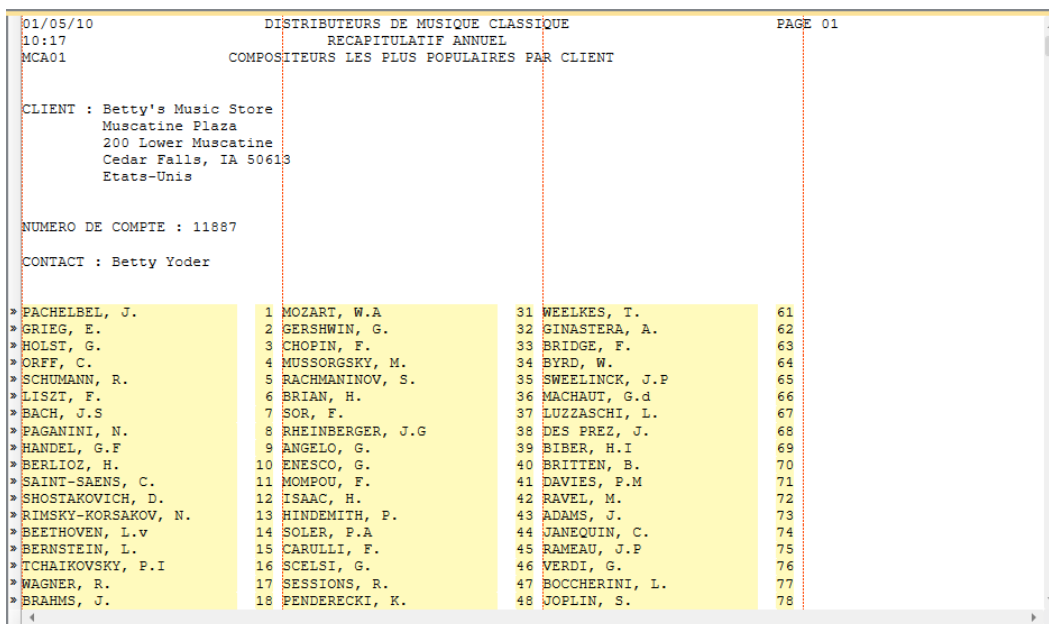 01/05/10 DISTRIBUTEURS DE MUSIQUE CLASSIQUE PAGE 01
10:17 RECAPITULATIF ANNUEL
MCA01 COMPOSITEURS LES PLUS POPULAIRES PAR CLIENT
CLIENT : Betty's Music Store
Muscatine Plaza
200 Lower Muscatine
Cedar Falls, IA 50613
Etats-Unis
NUMERO DE COMPTE : 11887
CONTACT : Betty Yoder
» PACHELBEL, J. 1 MOZART, W.A 31 WEELKES, T. 61
» GRIEG, E. 2 GERSHWIN, G. 32 GINASTERA, A. 62
» HOLST, G. 3 CHOPIN, F. 33 BRIDGE, F. 63
» ORFF, C. 4 MUSSORGSKY, M. 34 BYRD, W. 64
» SCHUMANN, R. 5 RACHMANINOV, S. 35 SWEELINCK, J.P 65
» LISZT, F. 6 BRIAN, H. 36 MACHAUT, G.d 66
» BACH, J.S 7 SOR, F. 37 LUZZASCHI, L. 67
» PAGANINI, N. 8 RHEINBERGER, J.G 38 DES PREZ, J. 68
» HANDEL, G.F 9 ANGELO, G. 39 BIBER, H.I 69
» BERLIOZ, H. 10 ENESCO, G. 40 BRITTEN, B. 70
» SAINT-SAENS, C. 11 MOMPOU, F. 41 DAVIES, P.M 71
» SHOSTAKOVICH, D. 12 ISAAC, H. 42 RAVEL, M. 72
» RIMSKY-KORSAKOV, N. 13 HINDEMITH, P. 43 ADAMS, J. 73
» BEETHOVEN, L.v 14 SOLER, P.A 44 JANEQUIN, C. 74
» BERNSTEIN, L. 15 CARULLI, F. 45 RAMEAU, J.P 75
» TCHAIKOVSKY, P.I 16 SCELSI, G. 46 VERDI, G. 76
» WAGNER, R. 17 SESSIONS, R. 47 BOCCHERINI, L. 77
» BRAHMS, J. 18 PENDERECKI, K. 48 JOPLIN, S. 78